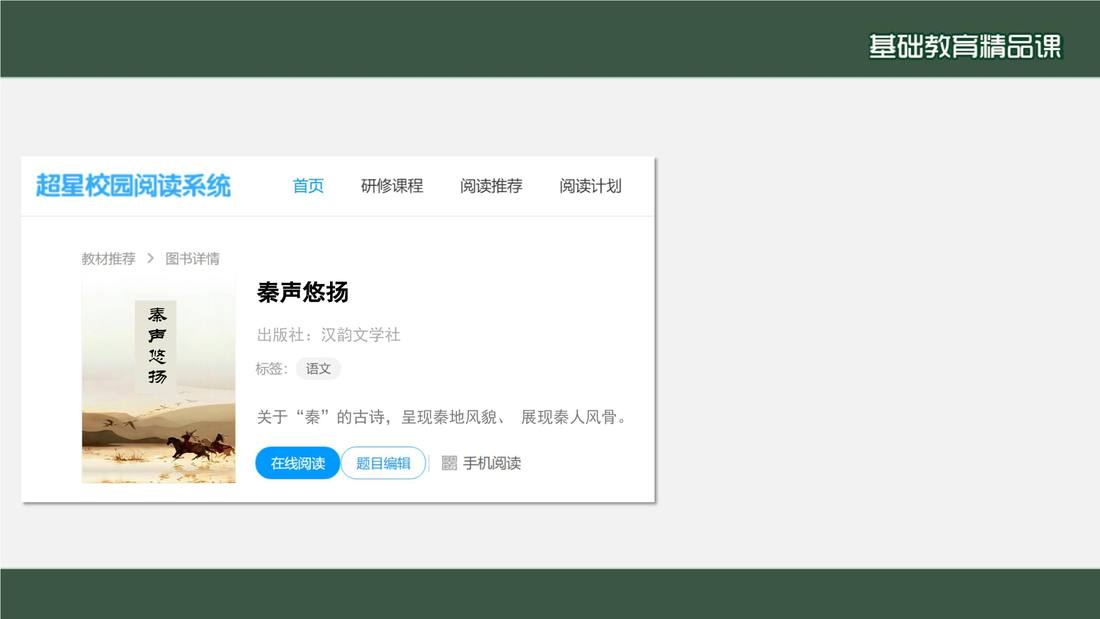 基础教育精品课
超星校园阅读系统 首页 研修课程 阅读推荐 阅读计划
教材推荐 > 图书详情
秦声悠扬
秦声悠扬
出版社：汉韵文学社
标签： 语文
关于“秦”的古诗，呈现秦地风貌、 展现秦人风骨。
在线阅读 题目编辑 手机阅读